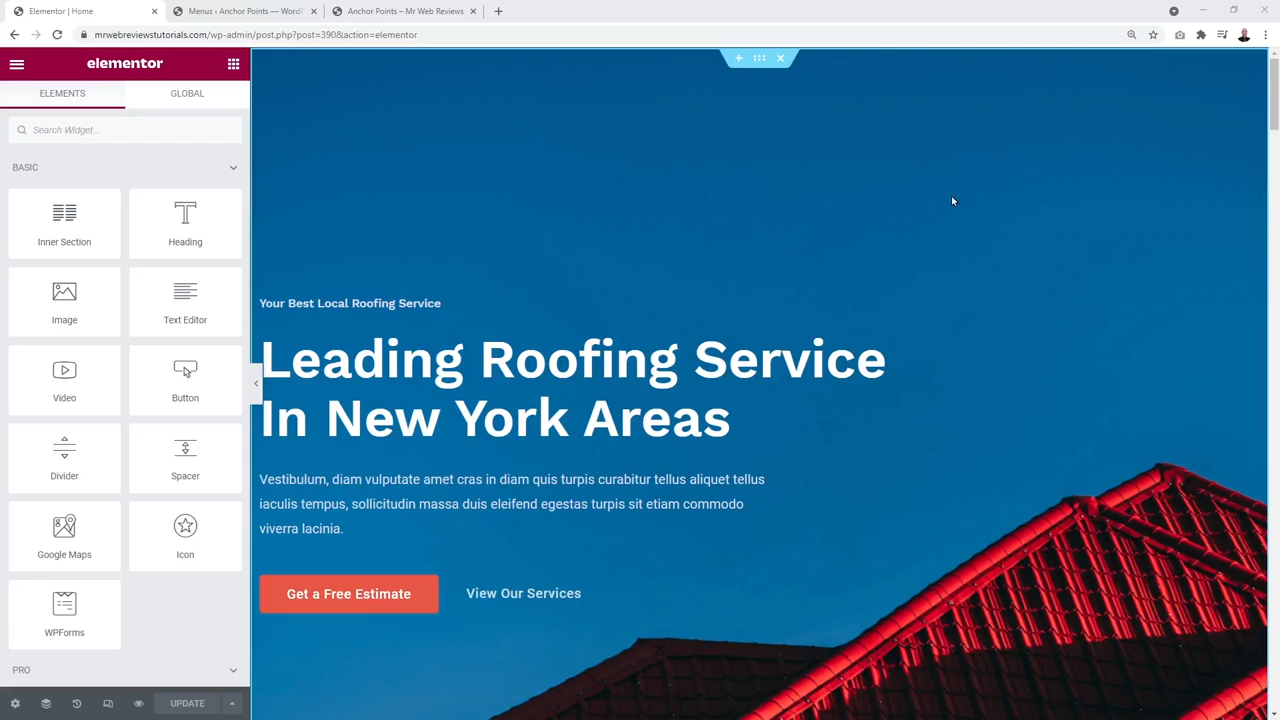 Elementor | Home
Menus ‹ Anchor Points — WordP
Anchor Points – Mr Web Reviews
mrwebreviewstutorials.com/wp-admin/post.php?post=390&action=elementor
elementor
ELEMENTS
GLOBAL
Search Widget...
BASIC
Inner Section
Heading
Image
Text Editor
Video
Button
Divider
Spacer
Google Maps
Icon
WPForms
PRO
UPDATE
Your Best Local Roofing Service
Leading Roofing Service
In New York Areas
Vestibulum, diam vulputate amet cras in diam quis turpis curabitur tellus aliquet tellus
iaculis tempus, sollicitudin massa duis eleifend egestas turpis sit etiam commodo
viverra lacinia.
Get a Free Estimate
View Our Services